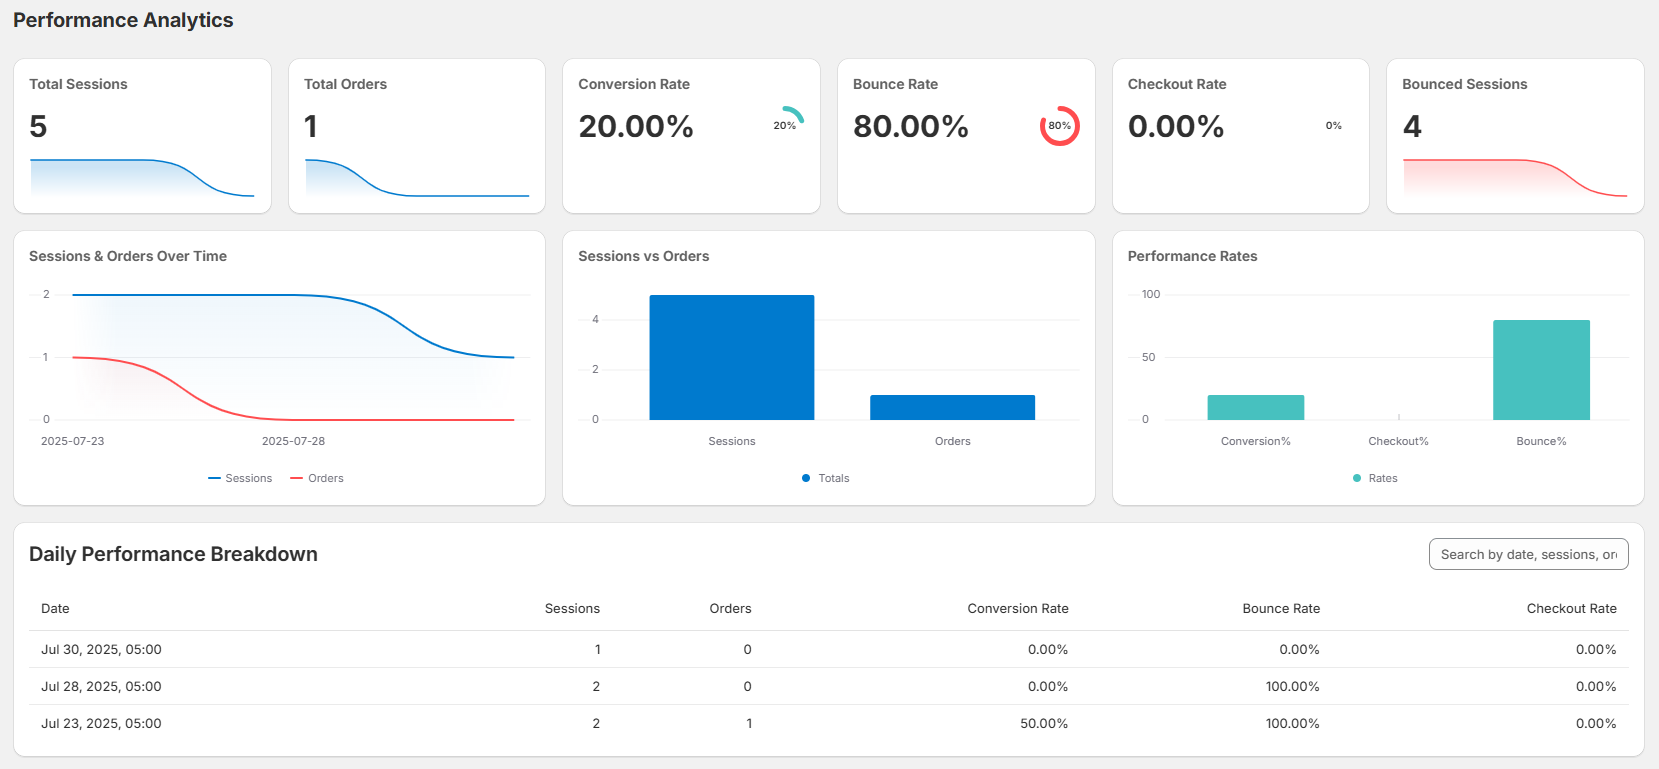 Performance Analytics
Total Sessions
5
Total Orders
1
Conversion Rate
20.00%
20%
Bounce Rate
80.00%
80%
Checkout Rate
0.00%
0%
Bounced Sessions
4
Sessions & Orders Over Time
2
1
0
2025-07-23 2025-07-28
Sessions Orders
Sessions vs Orders
4
2
0
Sessions Orders
Totals
Performance Rates
100
50
0
Conversion% Checkout% Bounce%
Rates
Daily Performance Breakdown
Search by date, sessions, or
Date Sessions Orders Conversion Rate Bounce Rate Checkout Rate
Jul 30, 2025, 05:00 1 0 0.00% 0.00% 0.00%
Jul 28, 2025, 05:00 2 0 0.00% 100.00% 0.00%
Jul 23, 2025, 05:00 2 1 50.00% 100.00% 0.00%